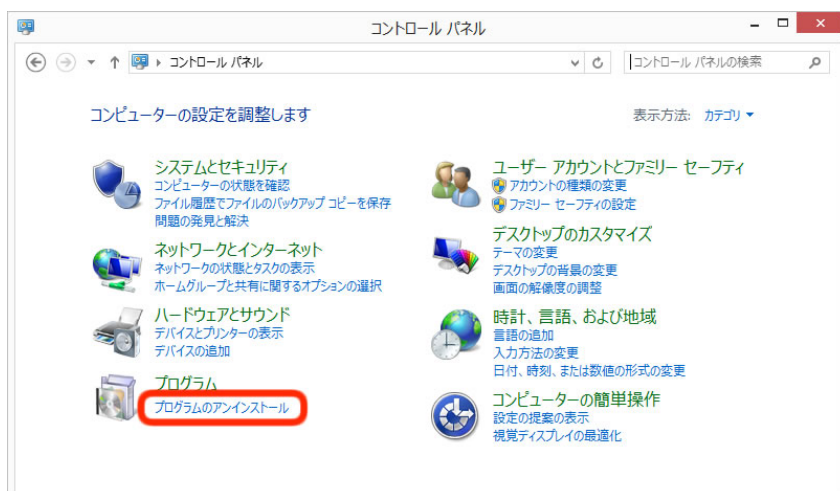 コントロール パネル
コントロール パネル
コントロール パネルの検索
コンピューターの設定を調整します
表示方法: カテゴリ
システムとセキュリティ
コンピューターの状態を確認
ファイル履歴でファイルのバックアップ コピーを保存
問題の発見と解決
ネットワークとインターネット
ネットワークの状態とタスクの表示
ホームグループと共有に関するオプションの選択
ハードウェアとサウンド
デバイスとプリンターの表示
デバイスの追加
プログラム
プログラムのアンインストール
ユーザー アカウントとファミリー セーフティ
アカウントの種類の変更
ファミリー セーフティの設定
デスクトップのカスタマイズ
テーマの変更
デスクトップの背景の変更
画面の解像度の調整
時計、言語、および地域
言語の追加
入力方法の変更
日付、時刻、または数値の形式の変更
コンピューターの簡単操作
設定の提案の表示
視覚ディスプレイの最適化